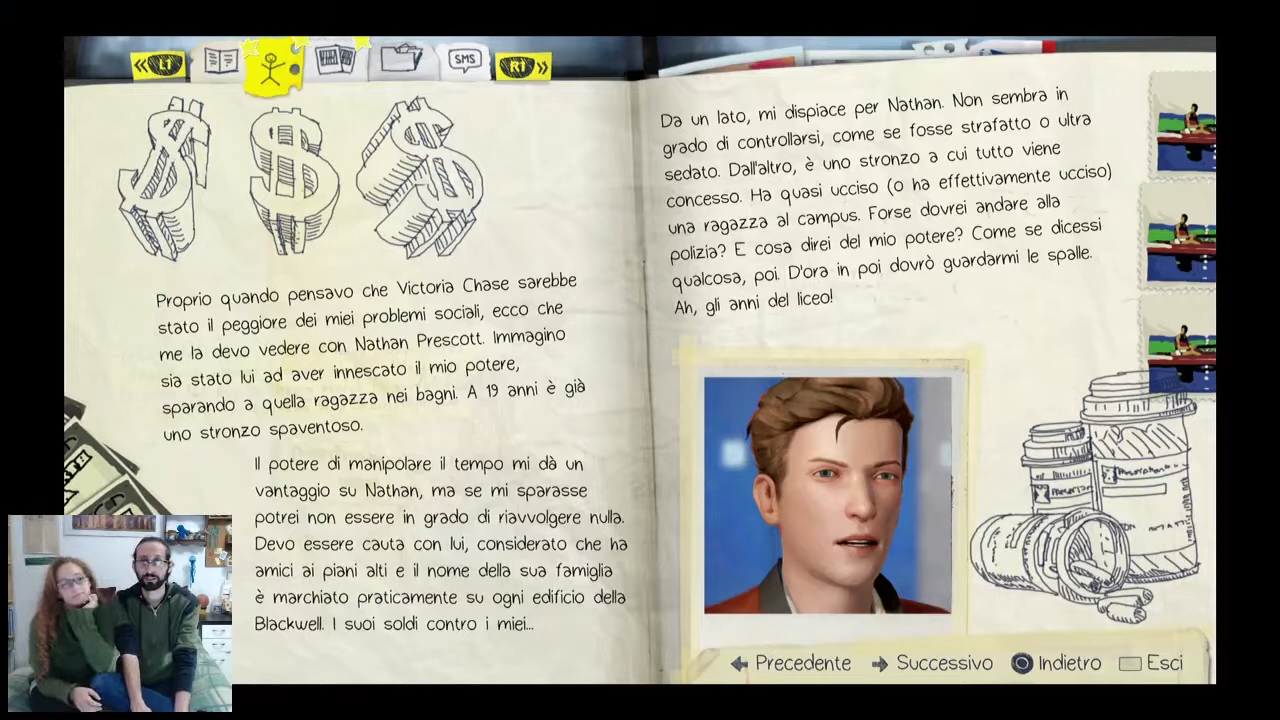 SMS
R1
Proprio quando pensavo che Victoria Chase sarebbe
stato il peggiore dei miei problemi sociali, ecco che
me la devo vedere con Nathan Prescott. Immagino
sia stato lui ad aver innescato il mio potere,
sparando a quella ragazza nei bagni. A 19 anni è già
uno stronzo spaventoso.
Il potere di manipolare il tempo mi dà un
vantaggio su Nathan, ma se mi sparasse
potrei non essere in grado di riavvolgere nulla.
Devo essere cauta con lui, considerato che ha
amici ai piani alti e il nome della sua famiglia
è marchiato praticamente su ogni edificio della
Blackwell. I suoi soldi contro i miei...
Da un lato, mi dispiace per Nathan. Non sembra in
grado di controllarsi, come se fosse strafatto o ultra
sedato. Dall'altro, è uno stronzo a cui tutto viene
concesso. Ha quasi ucciso (o ha effettivamente ucciso)
una ragazza al campus. Forse dovrei andare alla
polizia? E cosa direi del mio potere? Come se dicessi
qualcosa, poi. D'ora in poi dovrò guardarmi le spalle.
Ah, gli anni del liceo!
Precedente Successivo Indietro Esci